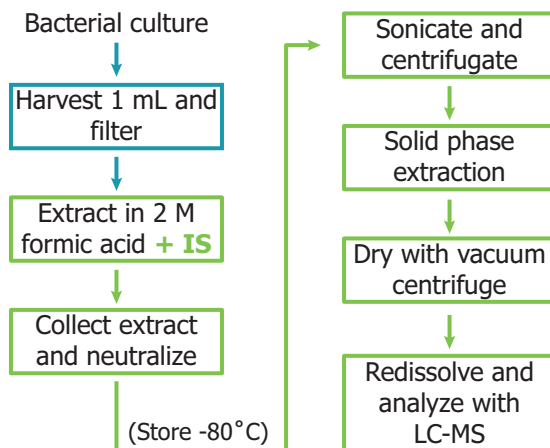 Bacterial culture
Harvest 1 mL and
filter
Extract in 2 M
formic acid + IS
Collect extract
and neutralize
(Store -80°C)
Sonicate and
centrifugate
Solid phase
extraction
Dry with vacuum
centrifuge
Redissolve and
analyze with
LC-MS